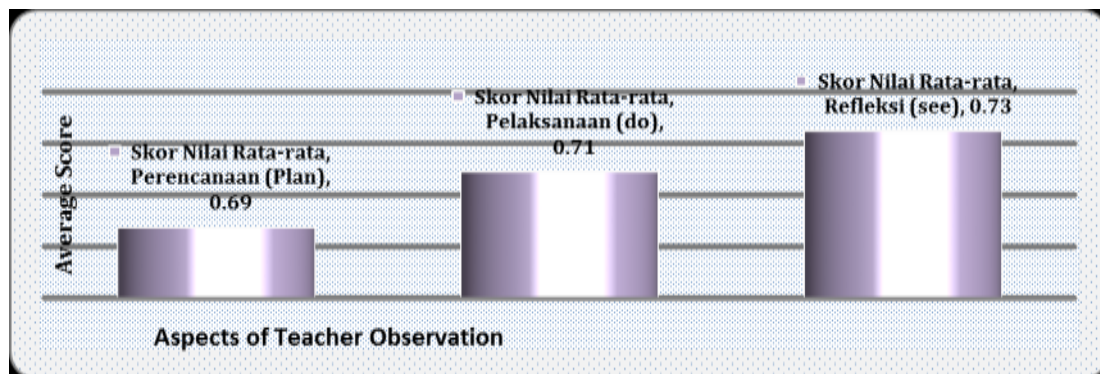 Average Score
Skor Nilai Rata-rata,
Perencanaan (Plan),
0.69
Skor Nilai Rata-rata,
Pelaksanaan (do),
0.71
Skor Nilai Rata-rata,
Refleksi (see), 0.73
Aspects of Teacher Observation